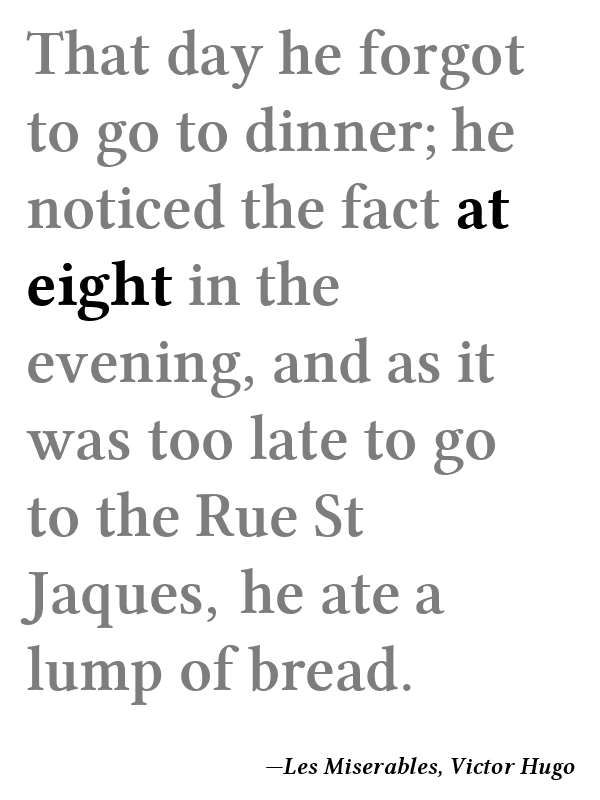 That day he forgot
to go to dinner; he
noticed the fact at
eight in the
evening, and as it
was too late to go
to the Rue St
Jaques, he ate a
lump of bread.
—Les Miserables, Victor Hugo